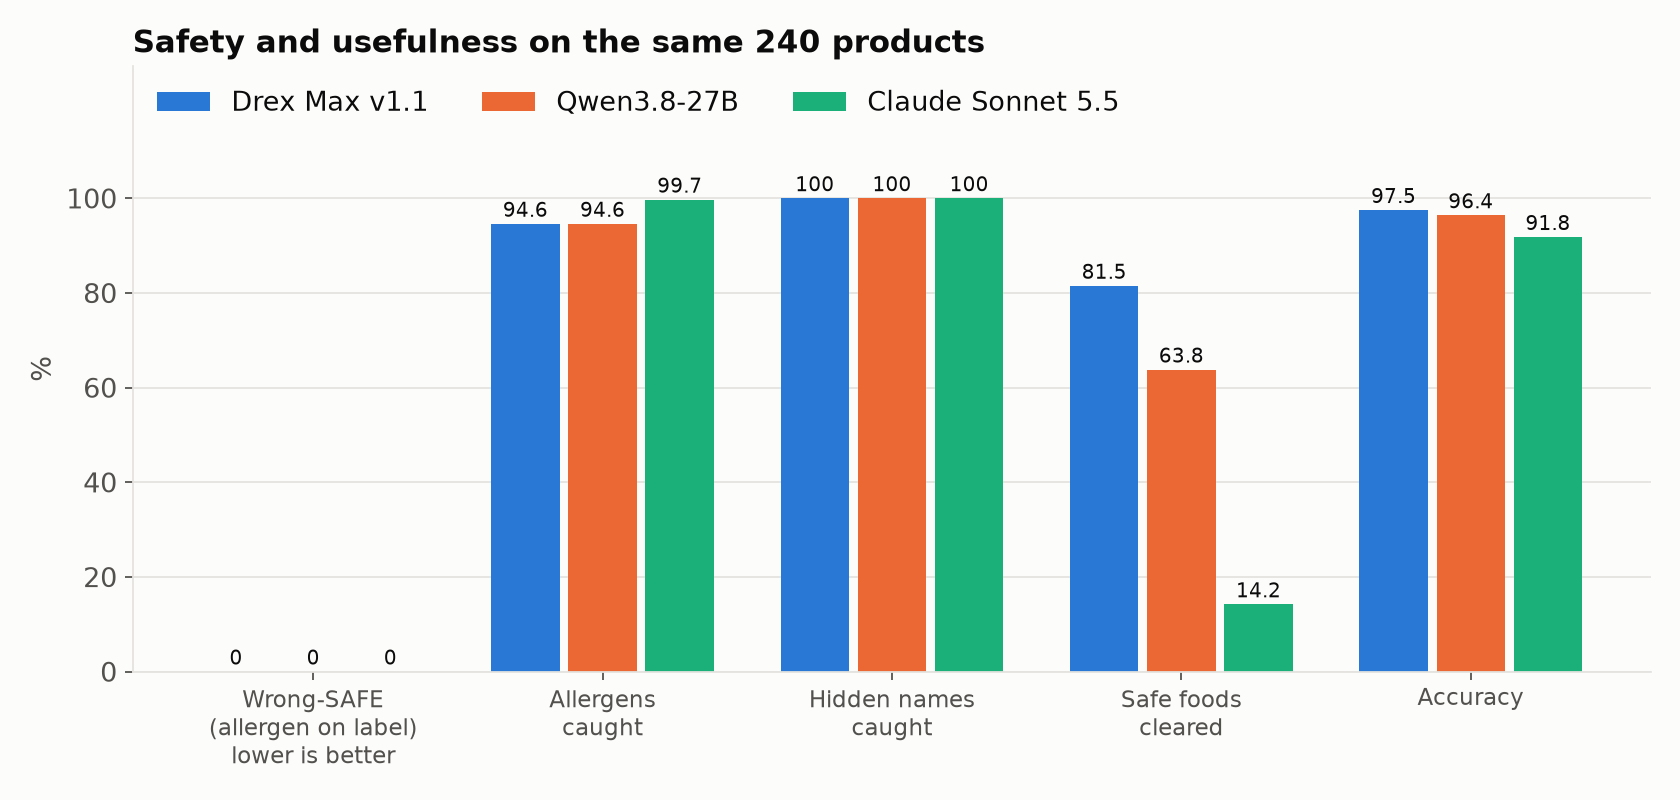 Safety and usefulness on the same 240 products
Drex Max v1.1
Qwen3.8-27B
Claude Sonnet 5.5
%
100
80
60
40
20
0
0
0
0
94.6
94.6
99.7
100
100
100
81.5
63.8
14.2
97.5
96.4
91.8
Wrong-SAFE
(allergen on label)
lower is better
Allergens
caught
Hidden names
caught
Safe foods
cleared
Accuracy